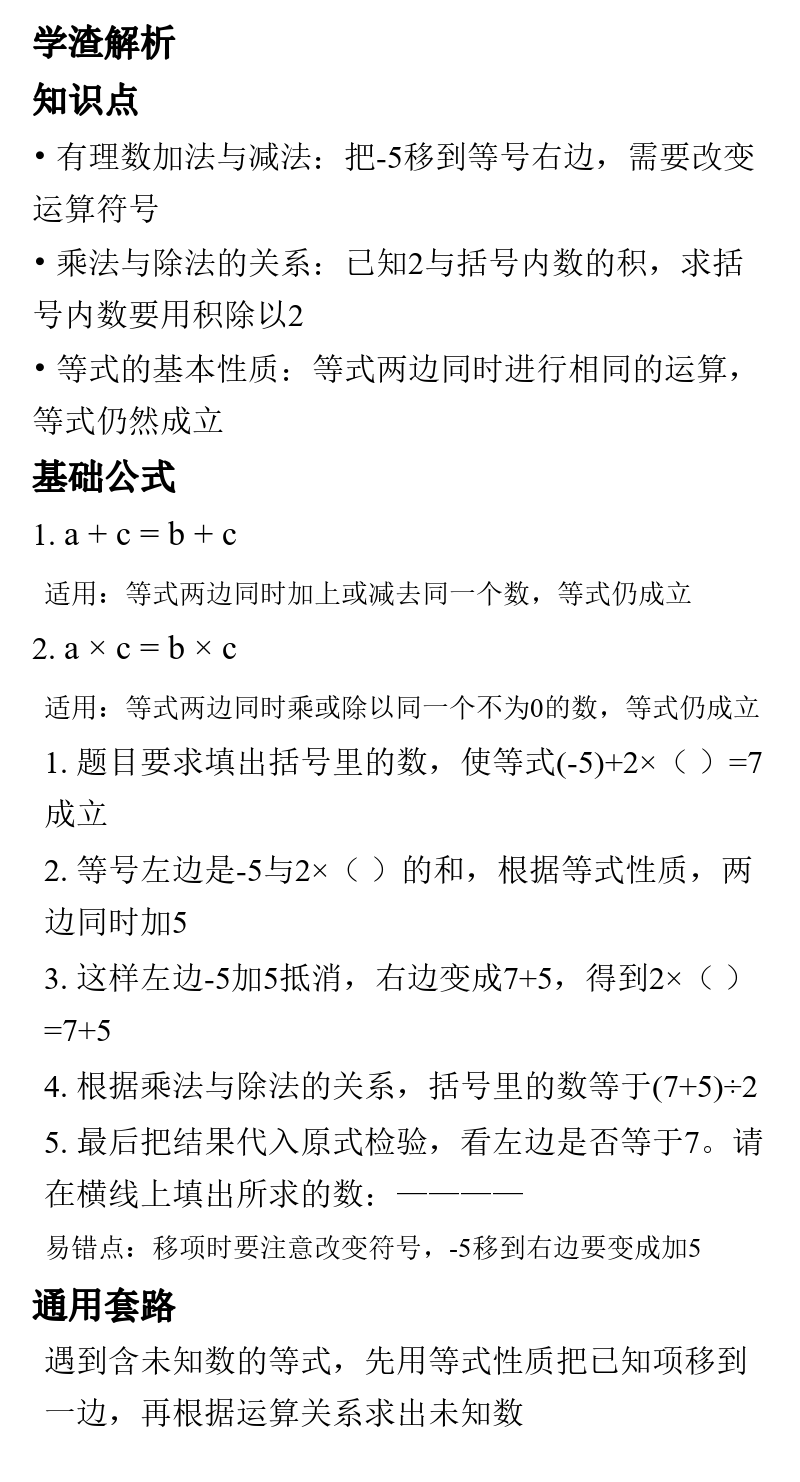 学渣解析
知识点
• 有理数加法与减法：把-5移到等号右边，需要改变
运算符号
• 乘法与除法的关系：已知2与括号内数的积，求括
号内数要用积除以2
• 等式的基本性质：等式两边同时进行相同的运算，
等式仍然成立
基础公式
1. a + c = b + c
适用：等式两边同时加上或减去同一个数，等式仍成立
2. a × c = b × c
适用：等式两边同时乘或除以同一个不为0的数，等式仍成立
1. 题目要求填出括号里的数，使等式(-5)+2×（ ）=7
成立
2. 等号左边是-5与2×（ ）的和，根据等式性质，两
边同时加5
3. 这样左边-5加5抵消，右边变成7+5，得到2×（ ）
=7+5
4. 根据乘法与除法的关系，括号里的数等于(7+5)÷2
5. 最后把结果代入原式检验，看左边是否等于7。请
在横线上填出所求的数：————
易错点：移项时要注意改变符号，-5移到右边要变成加5
通用套路
遇到含未知数的等式，先用等式性质把已知项移到
一边，再根据运算关系求出未知数